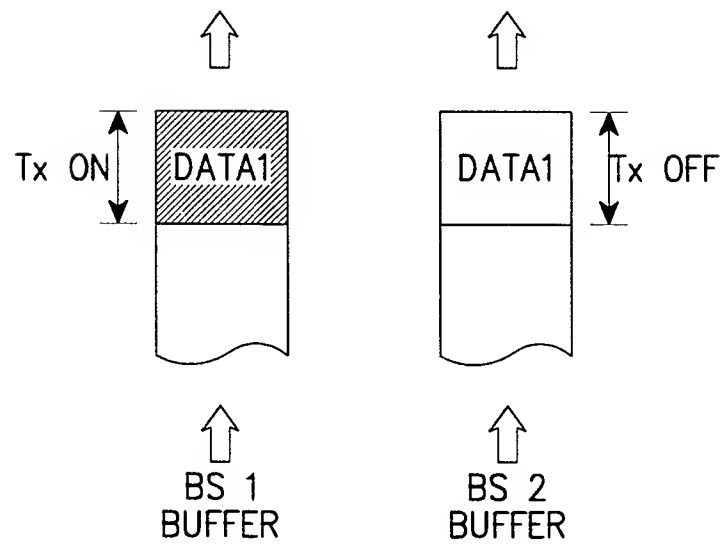 Tx ON
DATA1
DATA1
Tx OFF
BS 1
BUFFER
BS 2
BUFFER